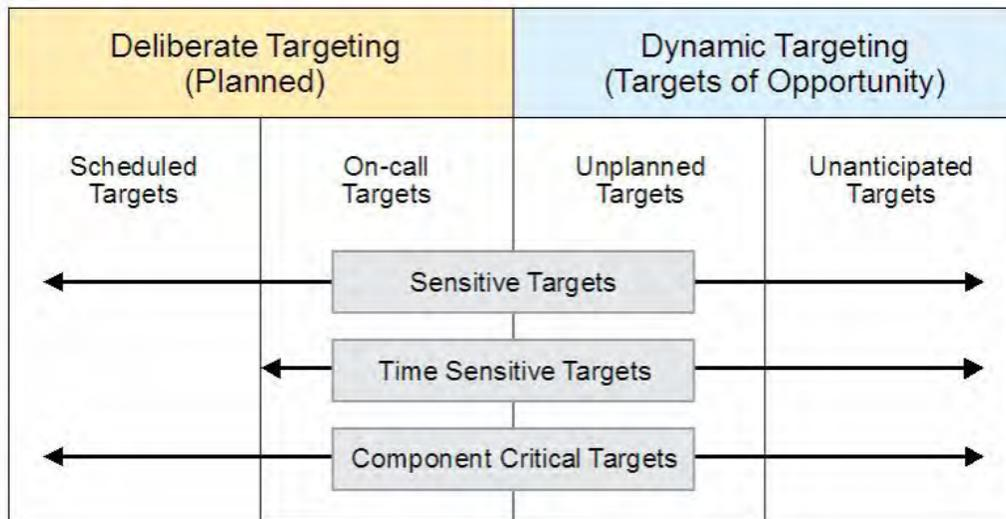 Deliberate Targeting
(Planned)
Dynamic Targeting
(Targets of Opportunity)
Scheduled
Targets
On-call
Targets
Unplanned
Targets
Unanticipated
Targets
Sensitive Targets
Time Sensitive Targets
Component Critical Targets